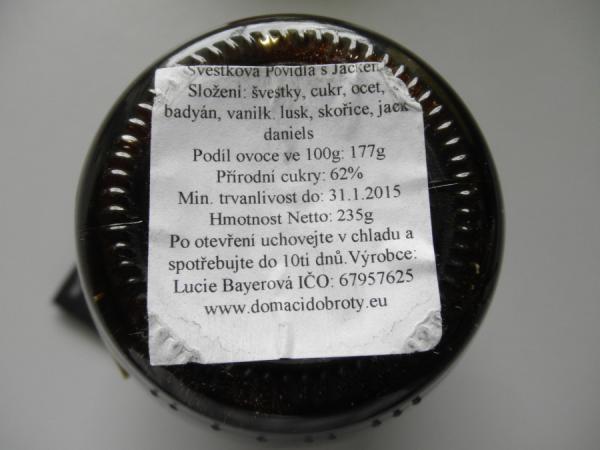 Švestková Povidla s Jackem
Složení: švestky, cukr, ocet,
badyán, vanilk. lusk, skořice, jack
daniels
Podíl ovoce ve 100g: 177g
Přírodní cukry: 62%
Min. trvanlivost do: 31.1.2015
Hmotnost Netto: 235g
Po otevření uchovejte v chladu a
spotřebujte do 10ti dnů.Výrobce:
Lucie Bayerová IČO: 67957625
www.domacidobroty.eu